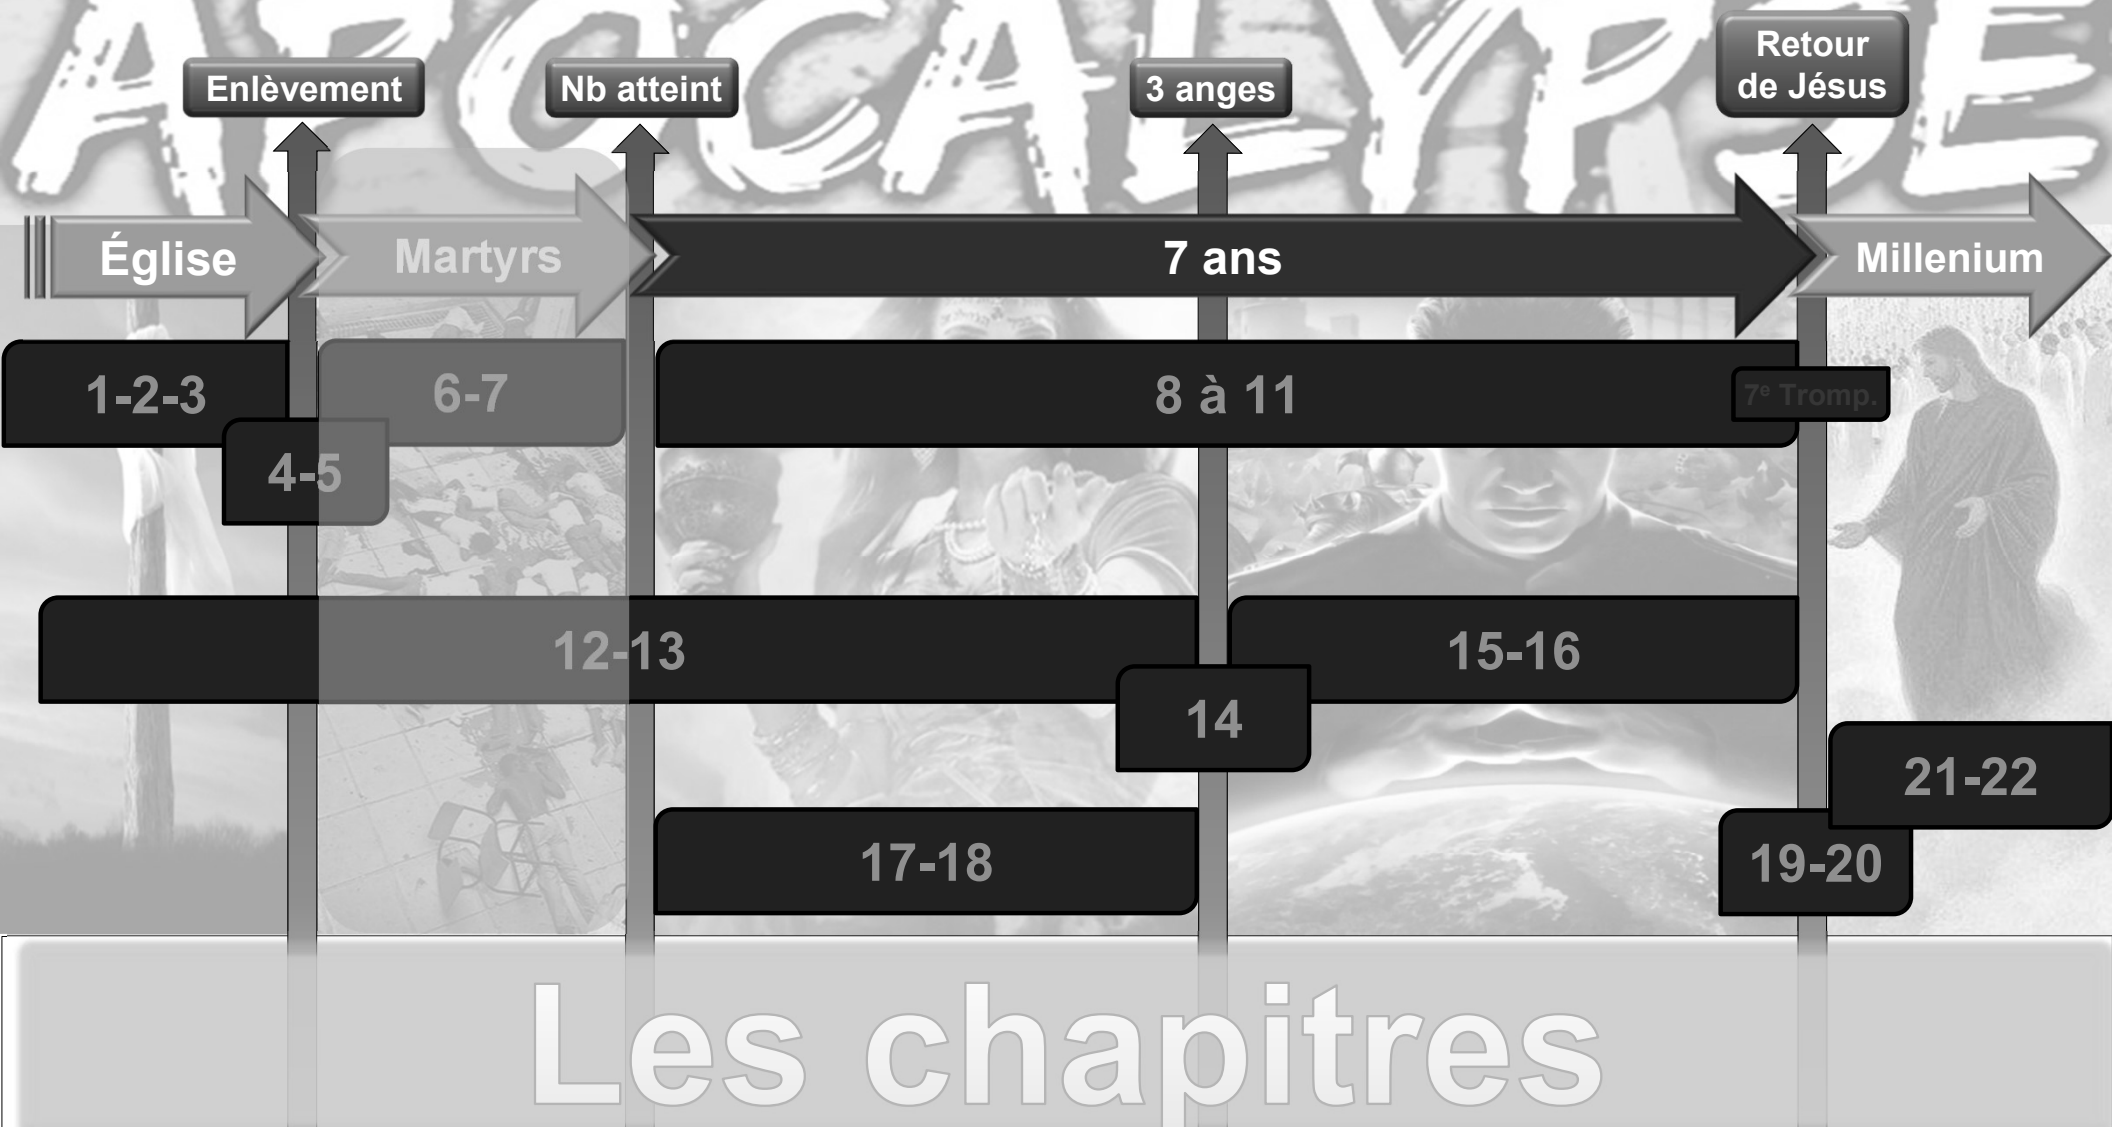 APOCALYPSE
Enlèvement
Nb atteint
3 anges
Retour
de Jésus
Église
Martyrs
7 ans
Millenium
1-2-3
6-7
8 à 11
7e Tromp.
4-5
12-13
15-16
14
21-22
17-18
19-20
Les chapitres